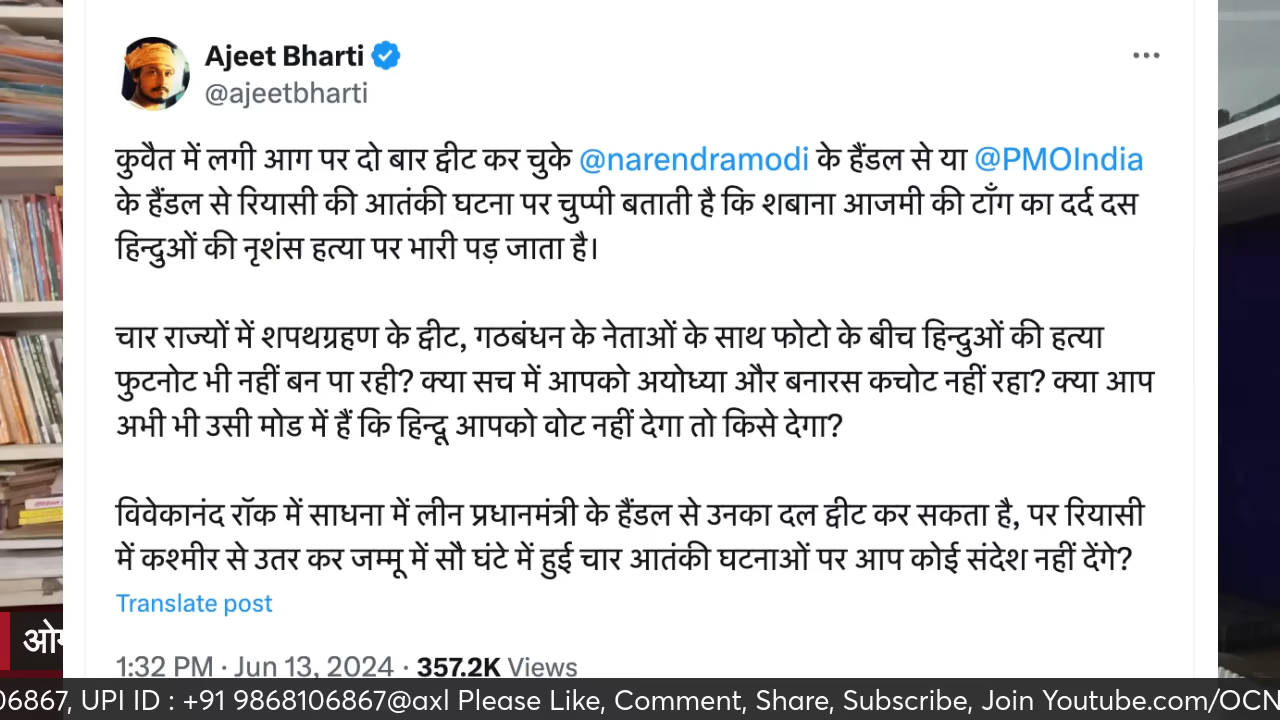 Ajeet Bharti
@ajeetbharti
कुवैत में लगी आग पर दो बार ट्वीट कर चुके @narendramodi के हैंडल से या @PMOIndia
के हैंडल से रियासी की आतंकी घटना पर चुप्पी बताती है कि शबाना आजमी की टाँग का दर्द दस
हिन्दुओं की नृशंस हत्या पर भारी पड़ जाता है।
चार राज्यों में शपथग्रहण के ट्वीट, गठबंधन के नेताओं के साथ फोटो के बीच हिन्दुओं की हत्या
फुटनोट भी नहीं बन पा रही? क्या सच में आपको अयोध्या और बनारस कचोट नहीं रहा? क्या आप
अभी भी उसी मोड में हैं कि हिन्दू आपको वोट नहीं देगा तो किसे देगा?
विवेकानंद रॉक में साधना में लीन प्रधानमंत्री के हैंडल से उनका दल ट्वीट कर सकता है, पर रियासी
में कश्मीर से उतर कर जम्मू में सौ घंटे में हुई चार आतंकी घटनाओं पर आप कोई संदेश नहीं देंगे?
Translate post
1:32 PM · Jun 13, 2024 · 357.2K Views
06867, UPI ID : +91 9868106867@axl Please Like, Comment, Share, Subscribe, Join Youtube.com/OCN